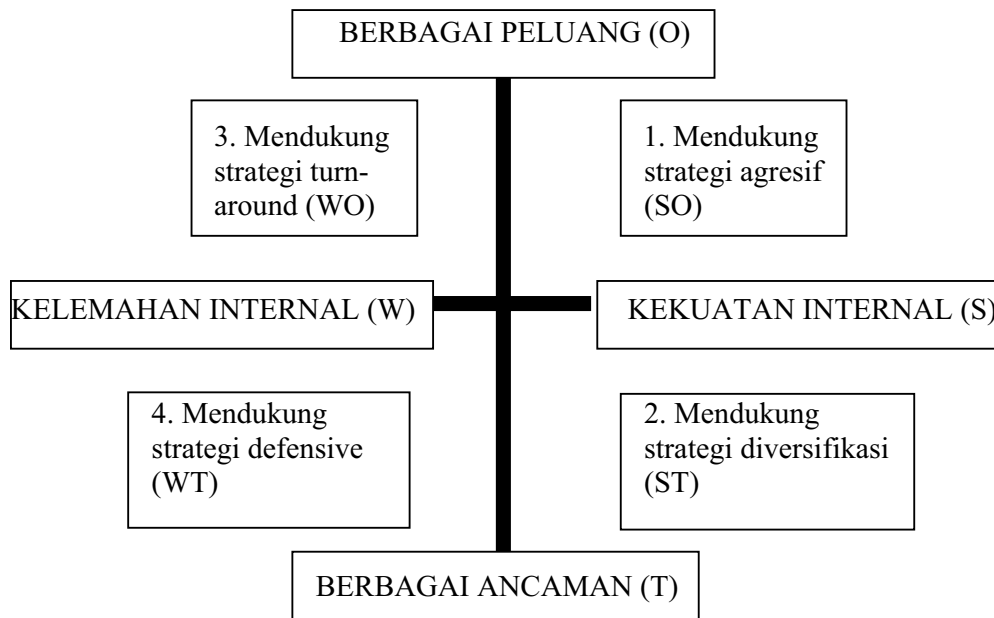 BERBAGAI PELUANG (O)
3. Mendukung
strategi turn-
around (WO)
1. Mendukung
strategi agresif
(SO)
KELEMAHAN INTERNAL (W)
KEKUATAN INTERNAL (S)
4. Mendukung
strategi defensive
(WT)
2. Mendukung
strategi diversifikasi
(ST)
BERBAGAI ANCAMAN (T)